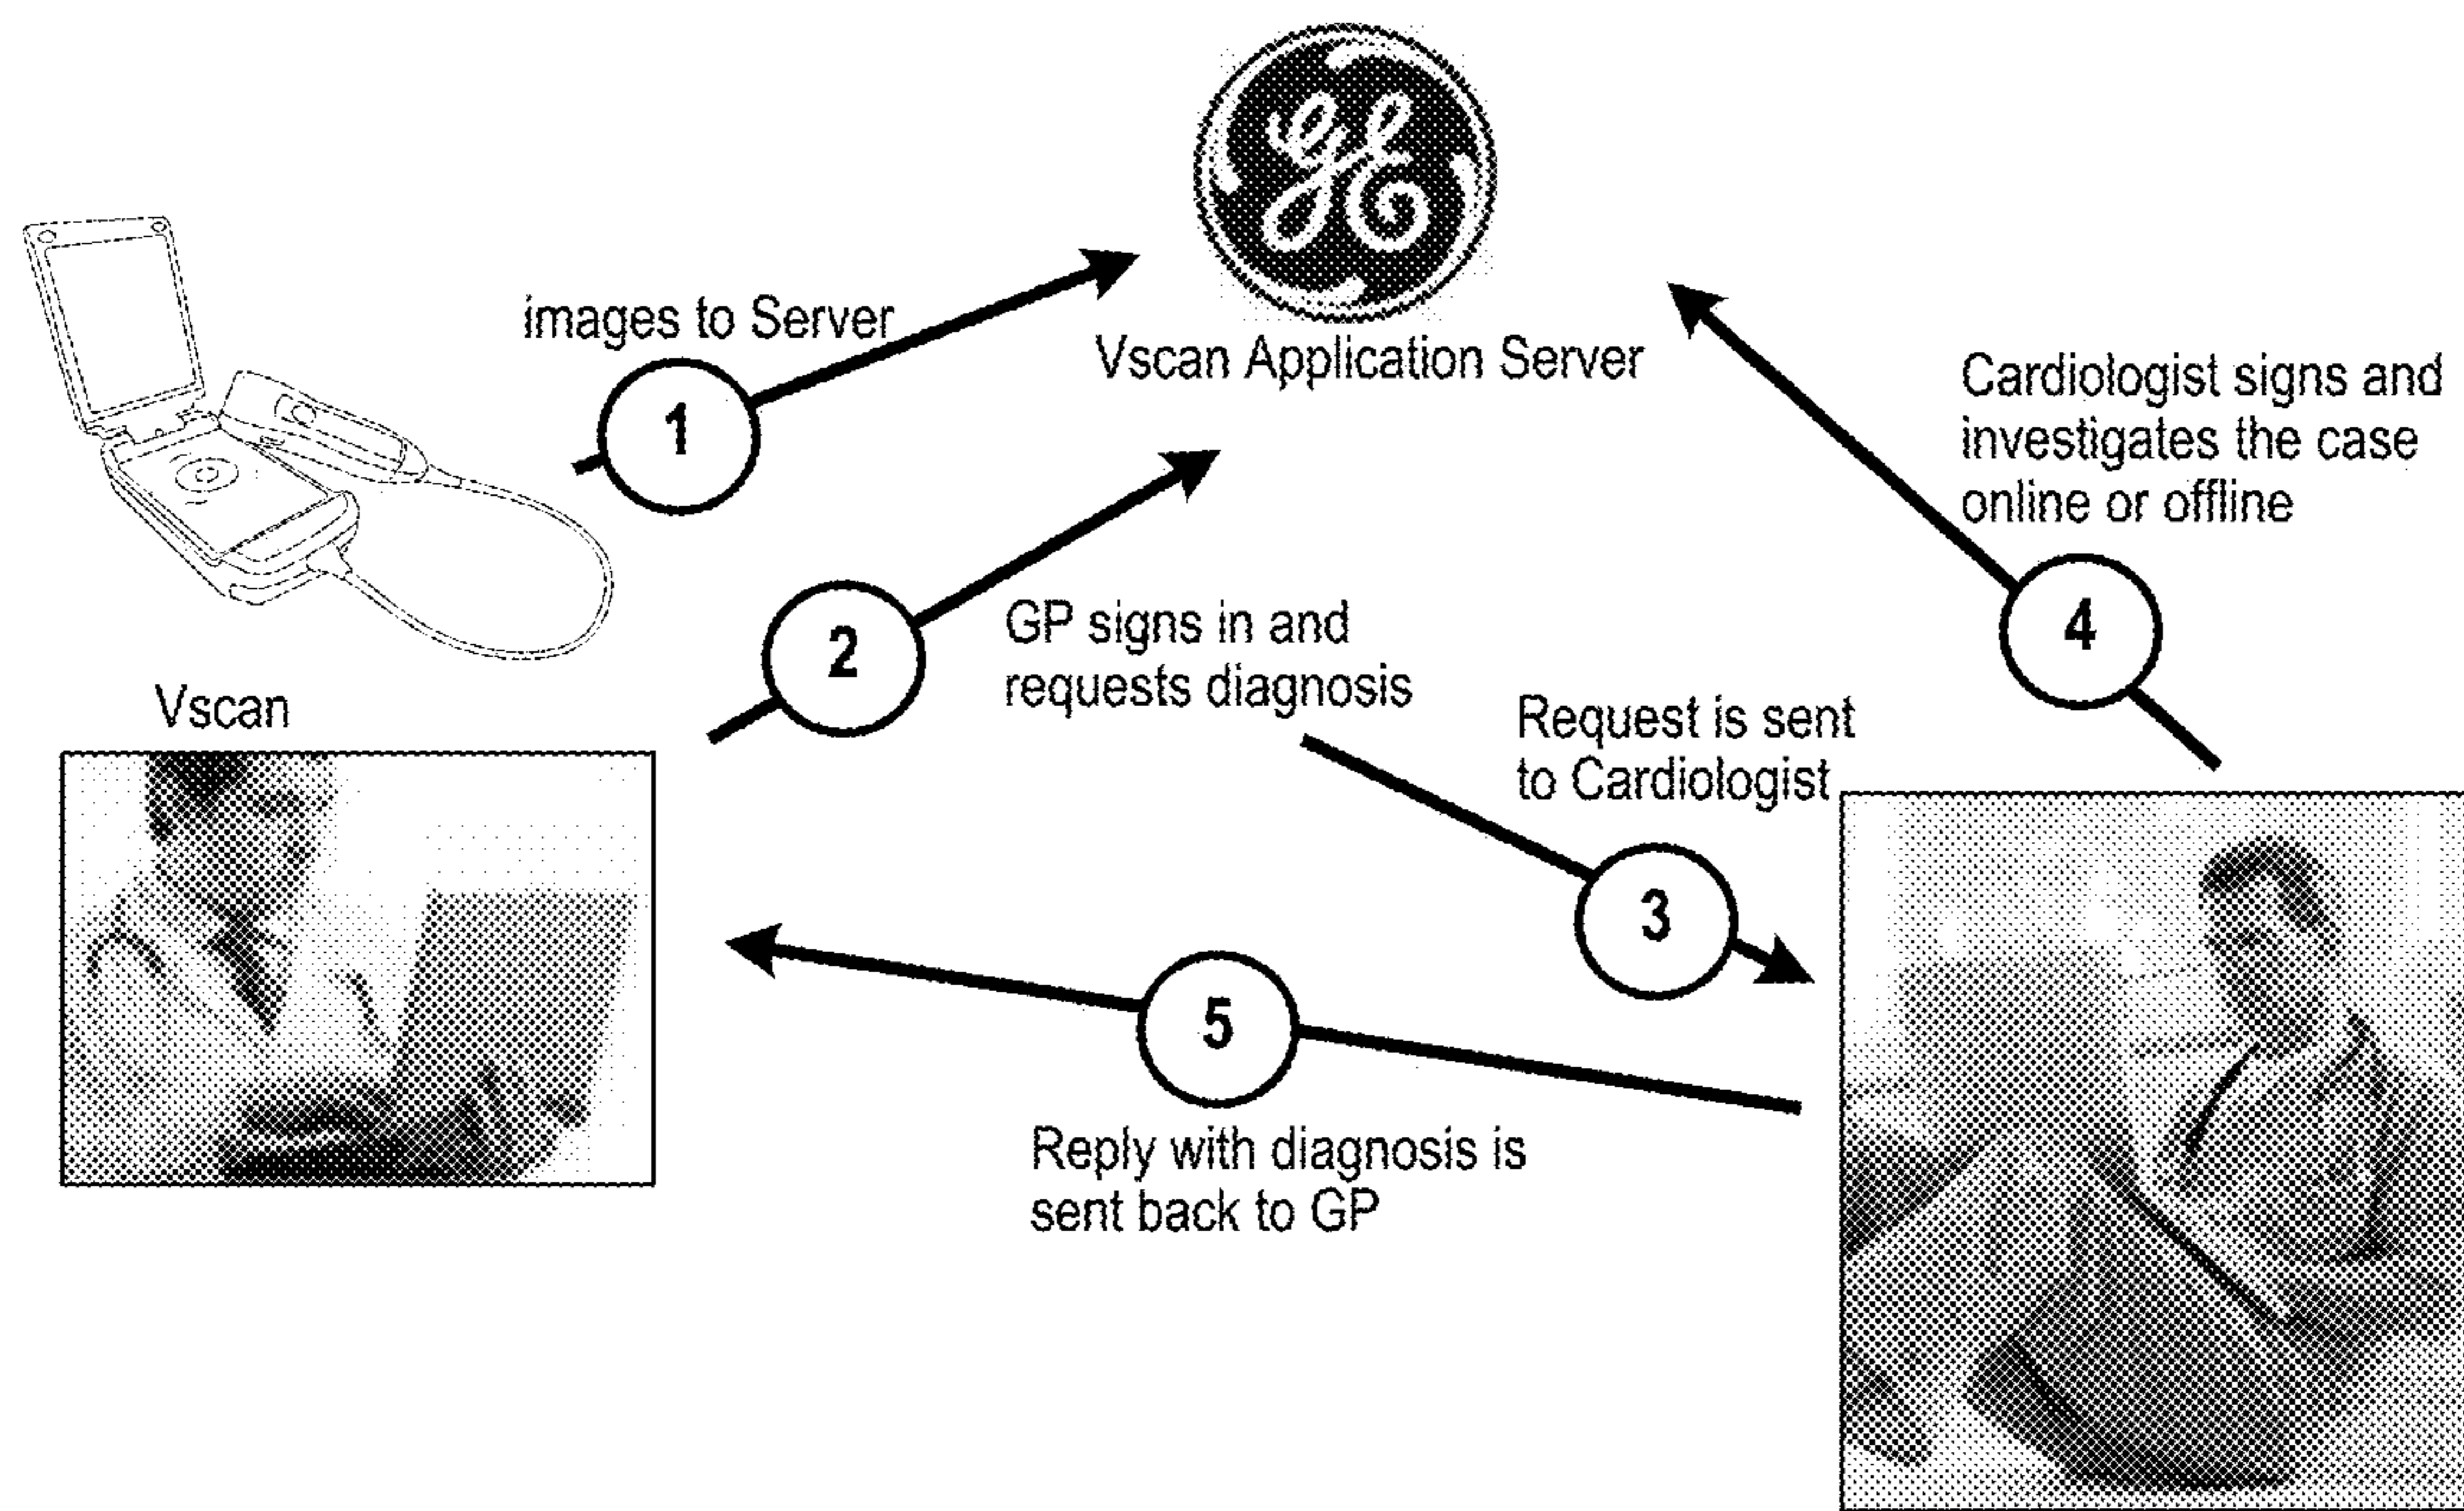 GE
images to Server
1
Vscan Application Server
Cardiologist signs and
investigates the case
online or offline
4
2
GP signs in and
requests diagnosis
Vscan
Request is sent
to Cardiologist
3
5
Reply with diagnosis is
sent back to GP